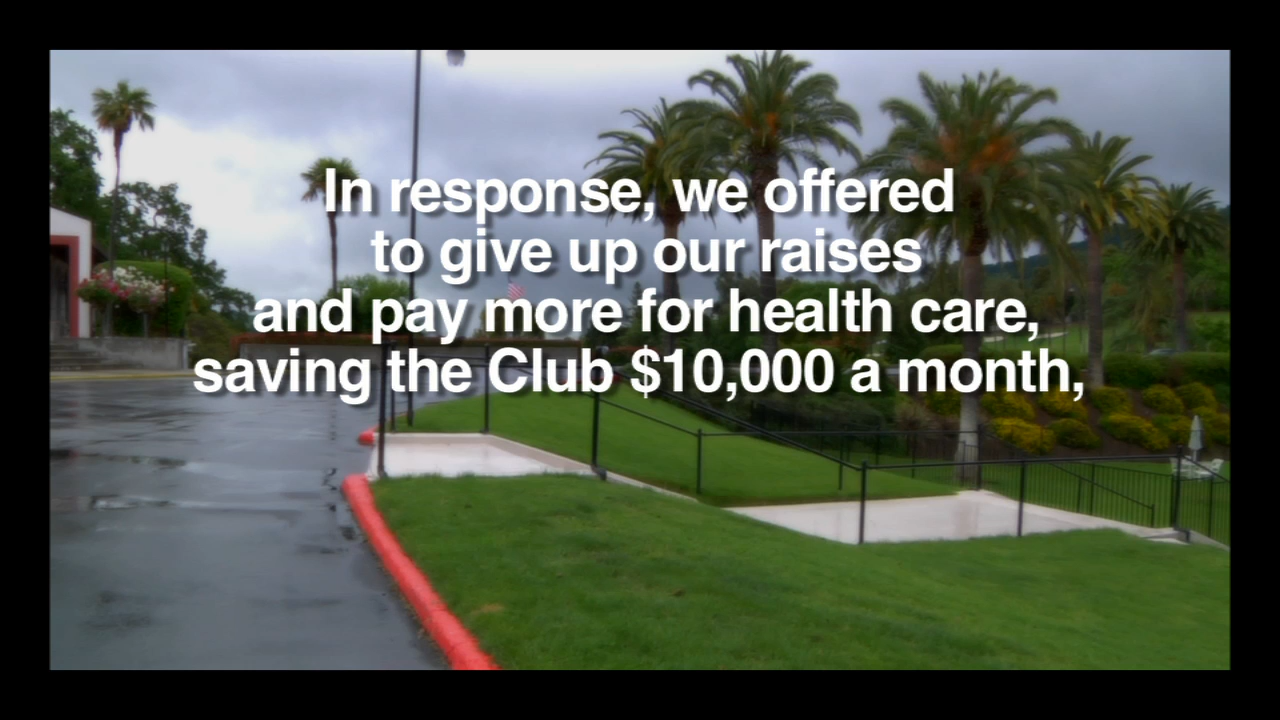 In response, we offered
to give up our raises
and pay more for health care,
saving the Club $10,000 a month,